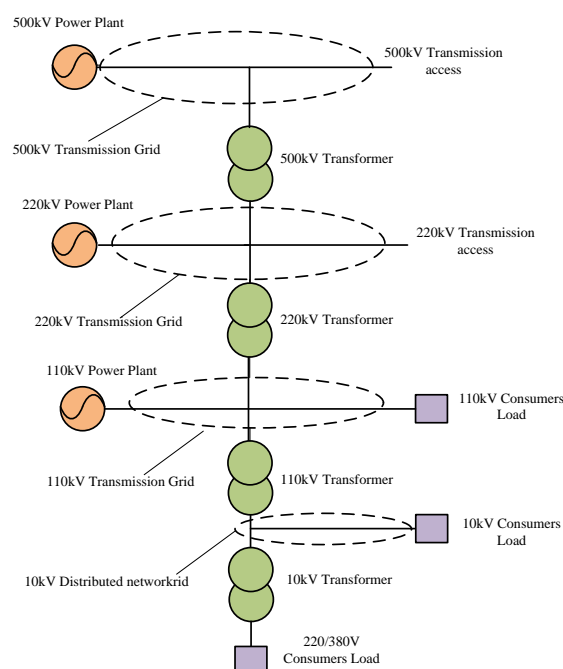 500kV Power Plant
500kV Transmission
access
500kV Transmission Grid
500kV Transformer
220kV Power Plant
220kV Transmission
access
220kV Transmission Grid
220kV Transformer
110kV Power Plant
110kV Consumers
Load
110kV Transmission Grid
110kV Transformer
10kV Consumers
Load
10kV Distributed networkrid
10kV Transformer
220/380V
Consumers Load